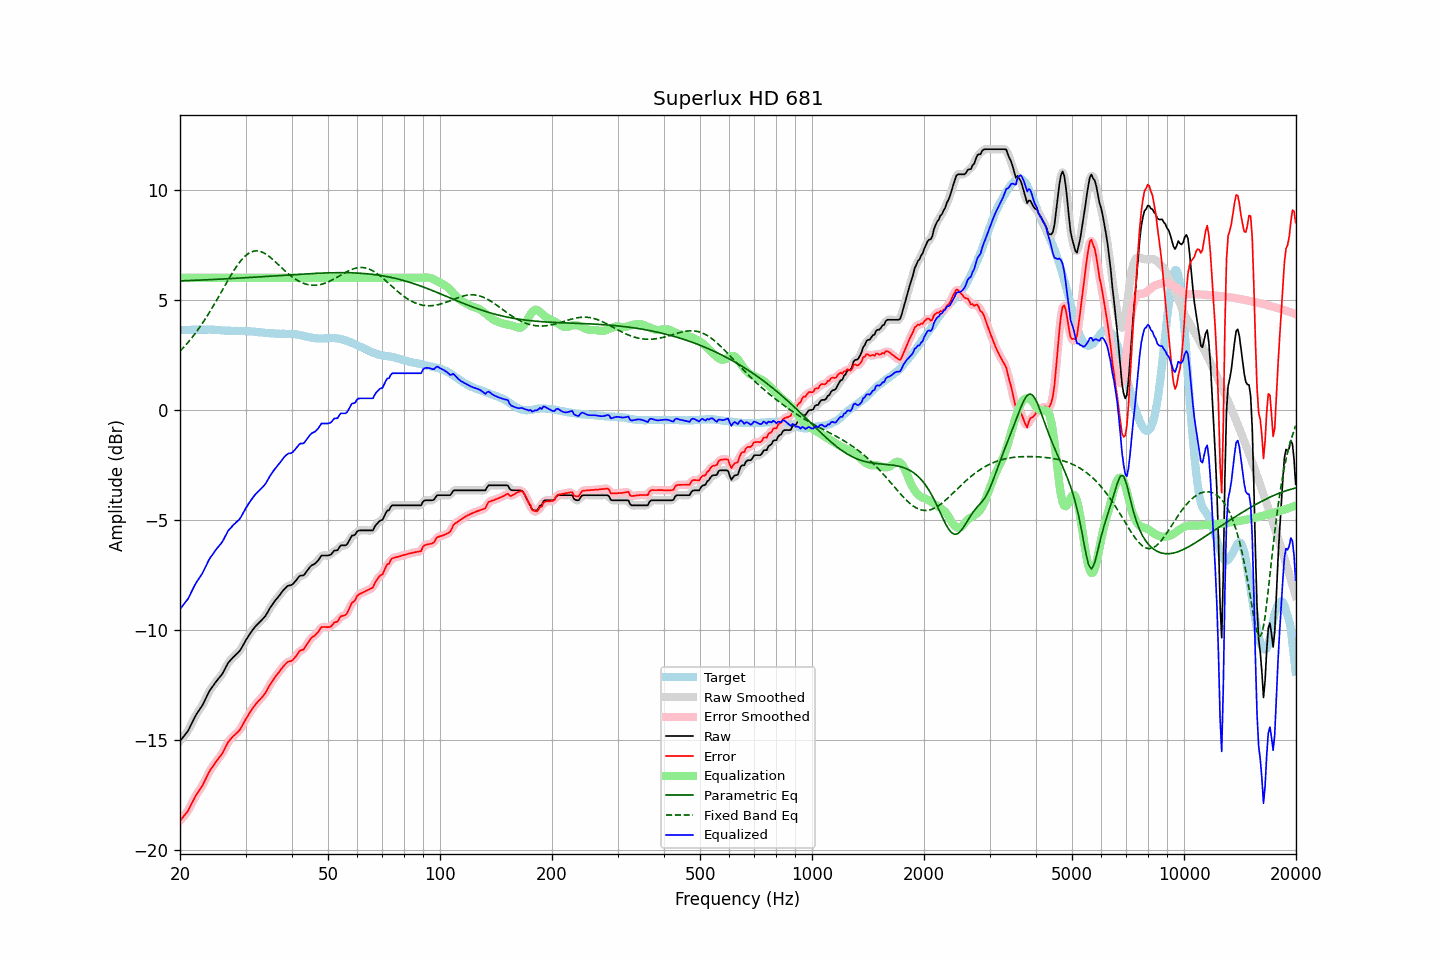 Superlux HD 681
Amplitude (dBr)
10
5
0
−5
−10
−15
−20
Target
Raw Smoothed
Error Smoothed
Raw
Error
Equalization
Parametric Eq
Fixed Band Eq
Equalized
20 50 100 200 500 1000 2000 5000 10000 20000
Frequency (Hz)